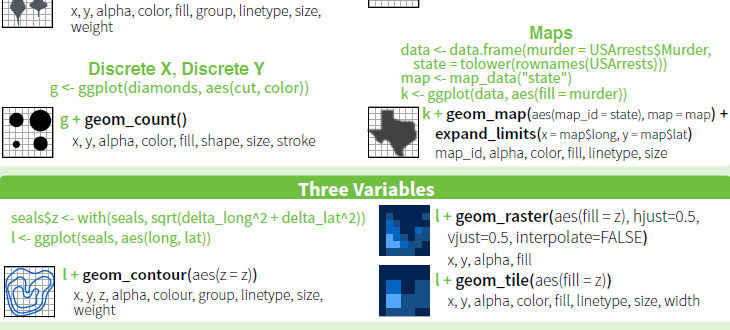 x, y, alpha, color, fill, group, linetype, size,
weight
Discrete X, Discrete Y
g <- ggplot(diamonds, aes(cut, color))
g + geom_count()
x, y, alpha, color, fill, shape, size, stroke
Maps
data <- data.frame(murder = USArrests$Murder,
state = tolower(rownames(USArrests)))
map <- map_data("state")
k <- ggplot(data, aes(fill = murder))
k + geom_map(aes(map_id = state), map = map) +
expand_limits(x = map$long, y = map$lat)
map_id, alpha, color, fill, linetype, size
Three Variables
seals$z <- with(seals, sqrt(delta_long^2 + delta_lat^2))
l <- ggplot(seals, aes(long, lat))
l + geom_contour(aes(z = z))
x, y, z, alpha, colour, group, linetype, size,
weight
l + geom_raster(aes(fill = z), hjust=0.5,
vjust=0.5, interpolate=FALSE)
x, y, alpha, fill
l + geom_tile(aes(fill = z))
x, y, alpha, color, fill, linetype, size, width